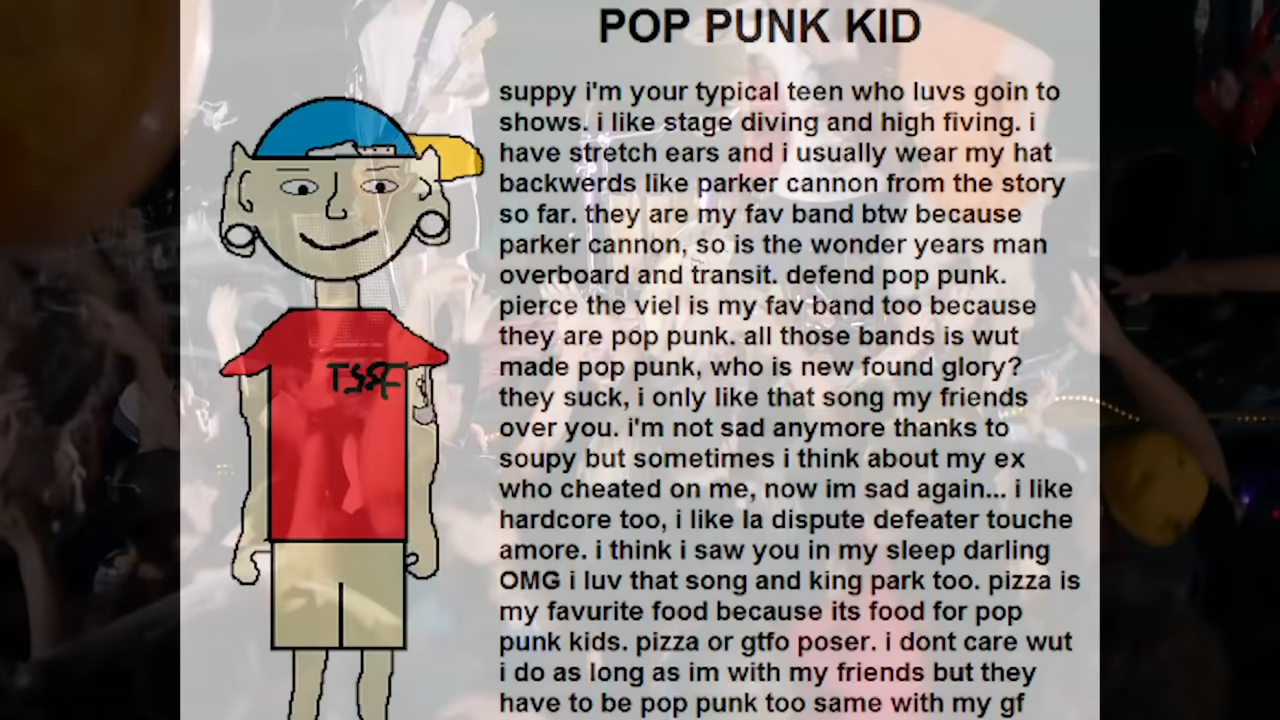 POP PUNK KID
suppy i'm your typical teen who luvs goin to
shows. i like stage diving and high fiving. i
have stretch ears and i usually wear my hat
backwerds like parker cannon from the story
so far. they are my fav band btw because
parker cannon, so is the wonder years man
overboard and transit. defend pop punk.
pierce the viel is my fav band too because
they are pop punk. all those bands is wut
made pop punk, who is new found glory?
they suck, i only like that song my friends
over you. i'm not sad anymore thanks to
soupy but sometimes i think about my ex
who cheated on me, now im sad again... i like
hardcore too, i like la dispute defeater touche
amore. i think i saw you in my sleep darling
OMG i luv that song and king park too. pizza is
my favurite food because its food for pop
punk kids. pizza or gtfo poser. i dont care wut
i do as long as im with my friends but they
have to be pop punk too same with my gf
TSSF